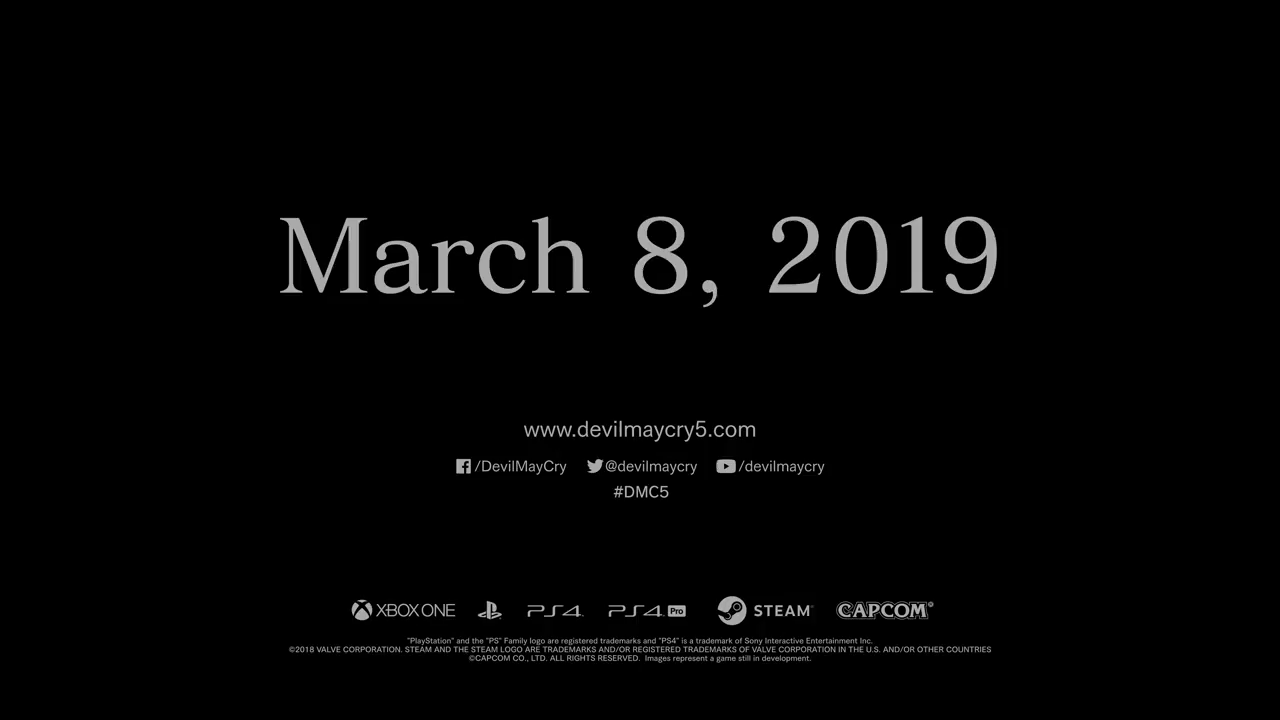 March 8, 2019
www.devilmaycry5.com
/DevilMayCry @devilmaycry /devilmaycry
#DMC5
XBOX ONE PS4 PS4 Pro STEAM CAPCOM
"PlayStation" and the "PS" Family logo are registered trademarks and "PS4" is a trademark of Sony Interactive Entertainment Inc.
©2018 VALVE CORPORATION. STEAM AND THE STEAM LOGO ARE TRADEMARKS AND/OR REGISTERED TRADEMARKS OF VALVE CORPORATION IN THE U.S. AND/OR OTHER COUNTRIES
©CAPCOM CO., LTD. ALL RIGHTS RESERVED. Images represent a game still in development.